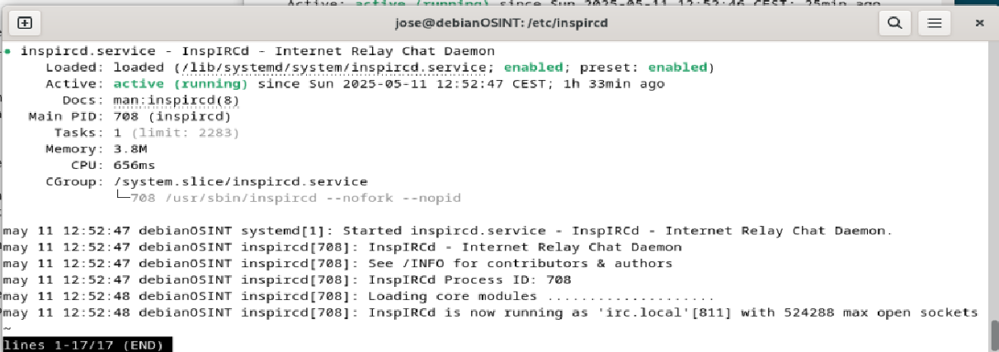 Active: active (running) since Sun 2025-05-11 12:52:46 CEST; 25min ago
jose@debianOSINT: /etc/inspircd
● inspircd.service - InspIRCd - Internet Relay Chat Daemon
Loaded: loaded (/lib/systemd/system/inspircd.service; enabled; preset: enabled)
Active: active (running) since Sun 2025-05-11 12:52:47 CEST; 1h 33min ago
Docs: man:inspircd(8)
Main PID: 708 (inspircd)
Tasks: 1 (limit: 2283)
Memory: 3.8M
CPU: 656ms
CGroup: /system.slice/inspircd.service
└─708 /usr/sbin/inspircd --nofork --nopid
may 11 12:52:47 debianOSINT systemd[1]: Started inspircd.service - InspIRCd - Internet Relay Chat Daemon.
may 11 12:52:47 debianOSINT inspircd[708]: InspIRCd - Internet Relay Chat Daemon
may 11 12:52:47 debianOSINT inspircd[708]: See /INFO for contributors & authors
may 11 12:52:47 debianOSINT inspircd[708]: InspIRCd Process ID: 708
may 11 12:52:48 debianOSINT inspircd[708]: Loading core modules ....................
may 11 12:52:48 debianOSINT inspircd[708]: InspIRCd is now running as 'irc.local'[811] with 524288 max open sockets
~
lines 1-17/17 (END)